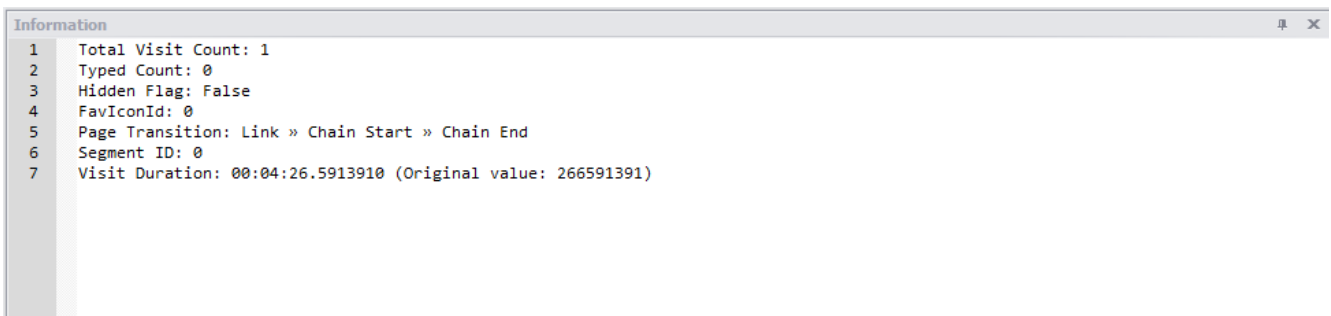 Information
1 Total Visit Count: 1
2 Typed Count: 0
3 Hidden Flag: False
4 FavIconId: 0
5 Page Transition: Link » Chain Start » Chain End
6 Segment ID: 0
7 Visit Duration: 00:04:26.5913910 (Original value: 266591391)